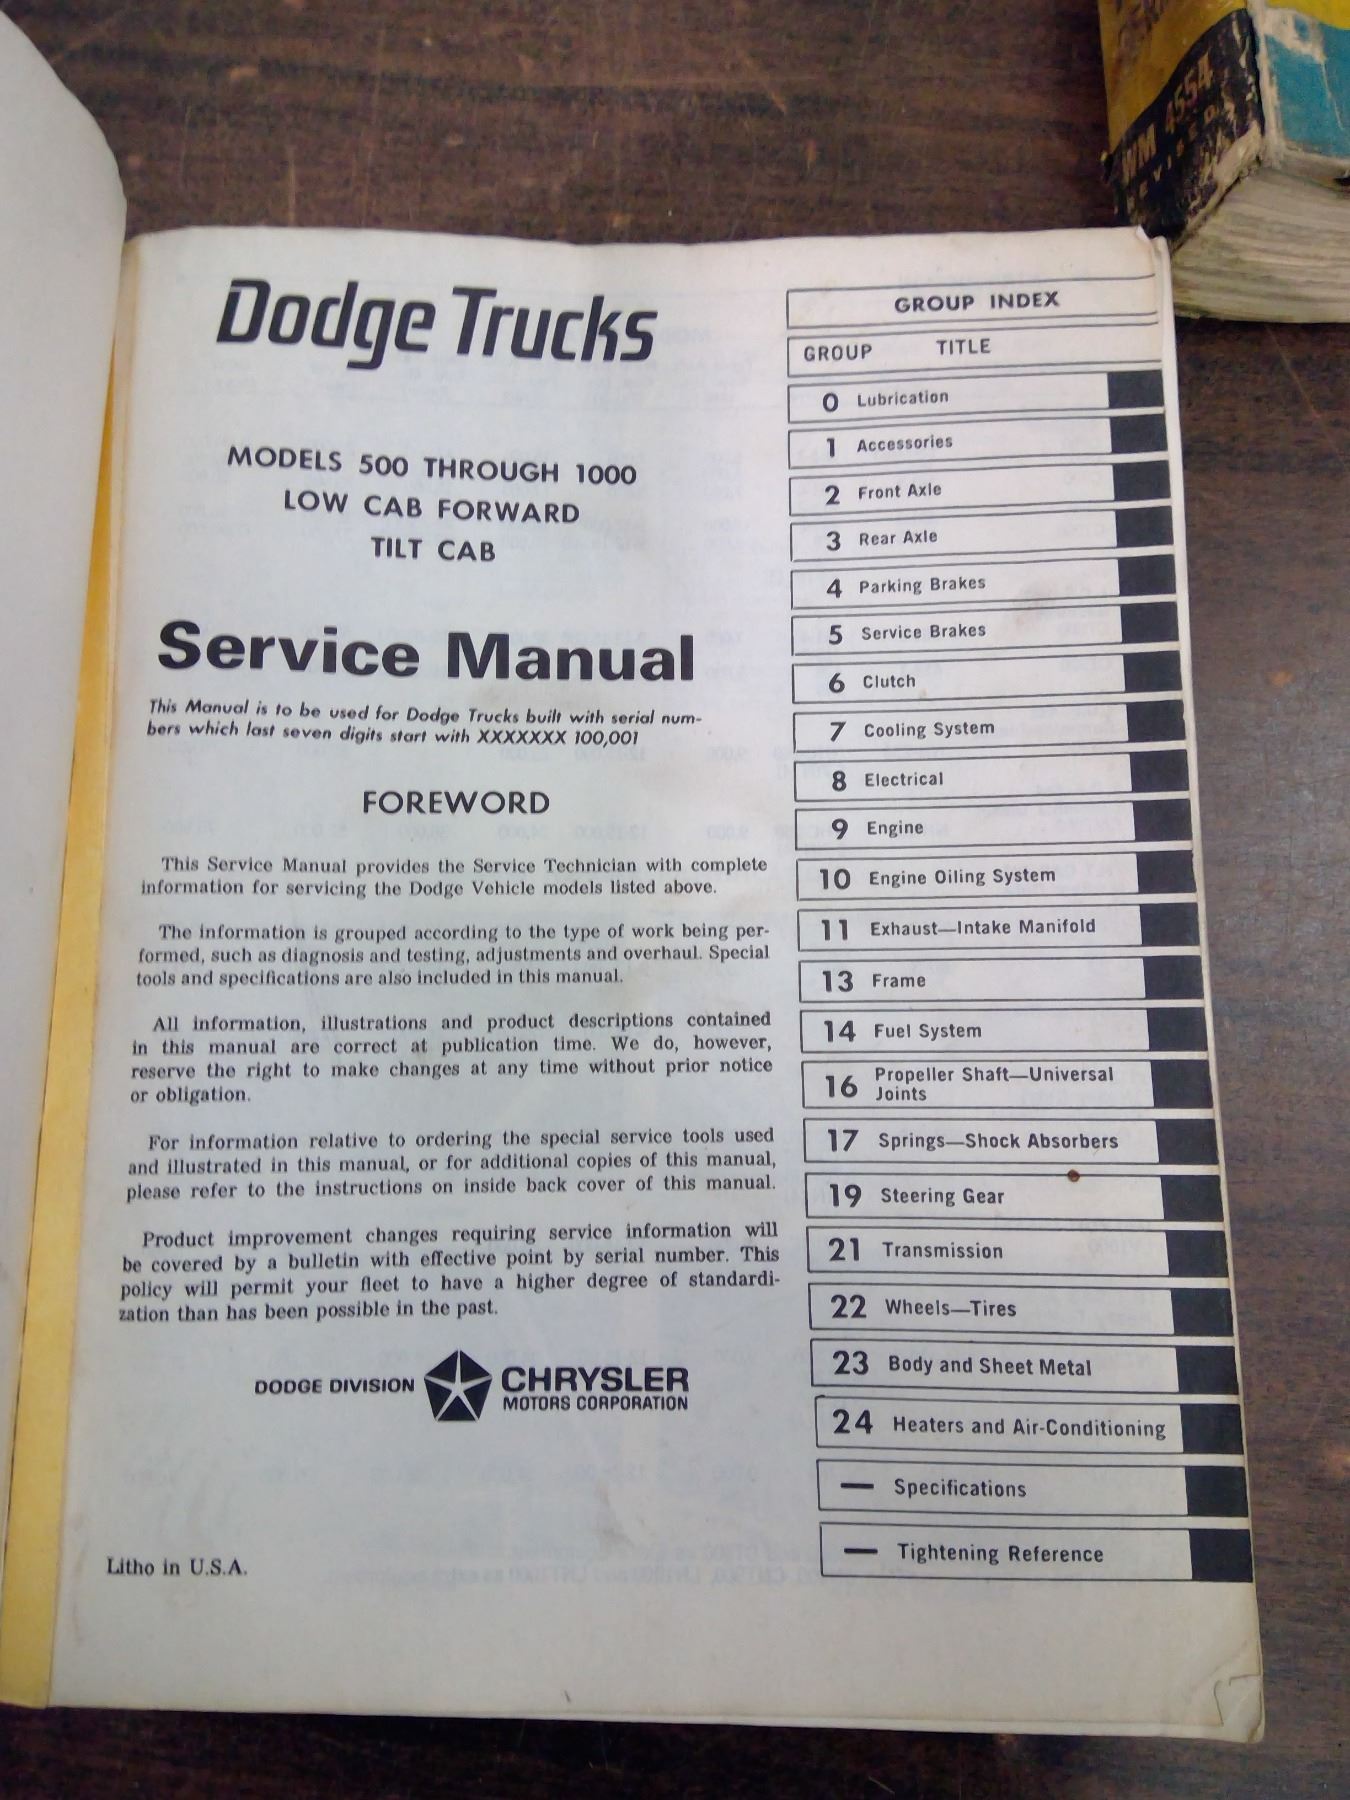 Dodge Trucks
MODELS 500 THROUGH 1000
LOW CAB FORWARD
TILT CAB
Service Manual
This Manual is to be used for Dodge Trucks built with serial num-
bers which last seven digits start with XXXXXXX 100,001
FOREWORD
This Service Manual provides the Service Technician with complete
information for servicing the Dodge Vehicle models listed above.
The information is grouped according to the type of work being per-
formed, such as diagnosis and testing, adjustments and overhaul. Special
tools and specifications are also included in this manual.
All information, illustrations and product descriptions contained
in this manual are correct at publication time. We do, however,
reserve the right to make changes at any time without prior notice
or obligation.
For information relative to ordering the special service tools used
and illustrated in this manual, or for additional copies of this manual,
please refer to the instructions on inside back cover of this manual.
Product improvement changes requiring service information will
be covered by a bulletin with effective point by serial number. This
policy will permit your fleet to have a higher degree of standardi-
zation than has been possible in the past.
DODGE DIVISION CHRYSLER
MOTORS CORPORATION
Litho in U.S.A.
GROUP INDEX
GROUP TITLE
0 Lubrication
1 Accessories
2 Front Axle
3 Rear Axle
4 Parking Brakes
5 Service Brakes
6 Clutch
7 Cooling System
8 Electrical
9 Engine
10 Engine Oiling System
11 Exhaust—Intake Manifold
13 Frame
14 Fuel System
16 Propeller Shaft—Universal
Joints
17 Springs—Shock Absorbers
19 Steering Gear
21 Transmission
22 Wheels—Tires
23 Body and Sheet Metal
24 Heaters and Air-Conditioning
— Specifications
— Tightening Reference
WM 4554
REVISED